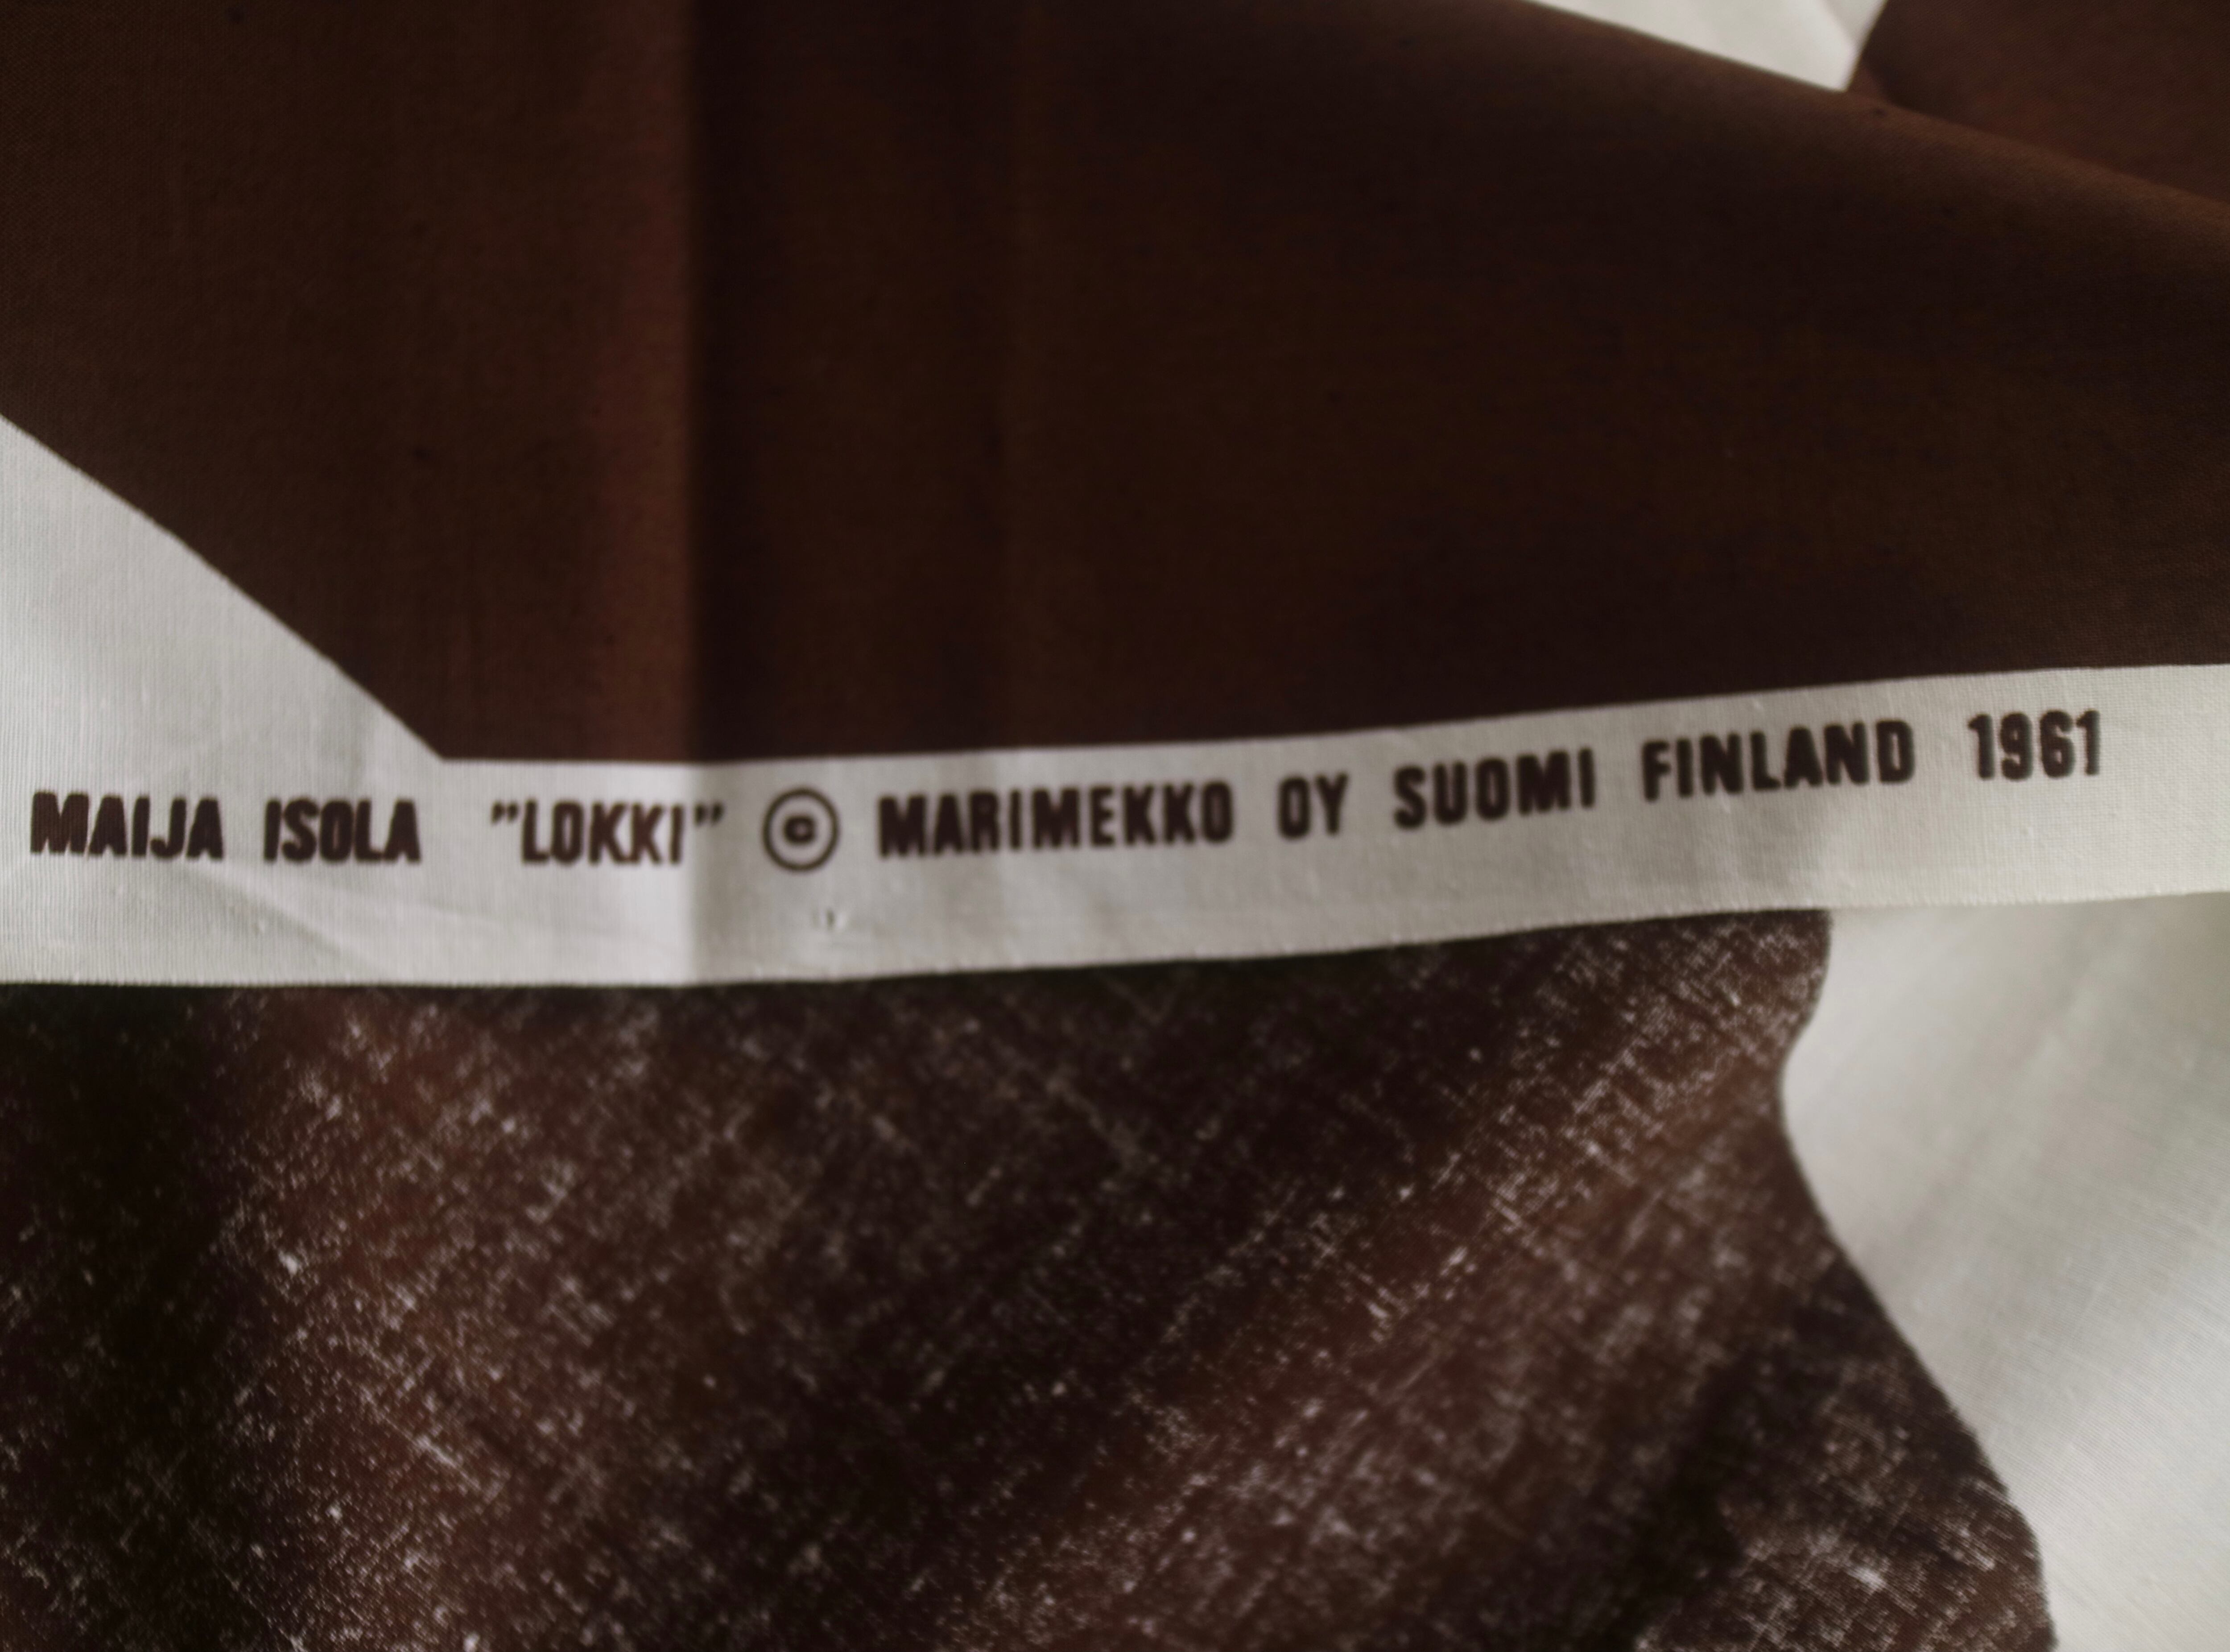 MAIJA ISOLA ”LOKKI” © MARIMEKKO OY SUOMI FINLAND 1961